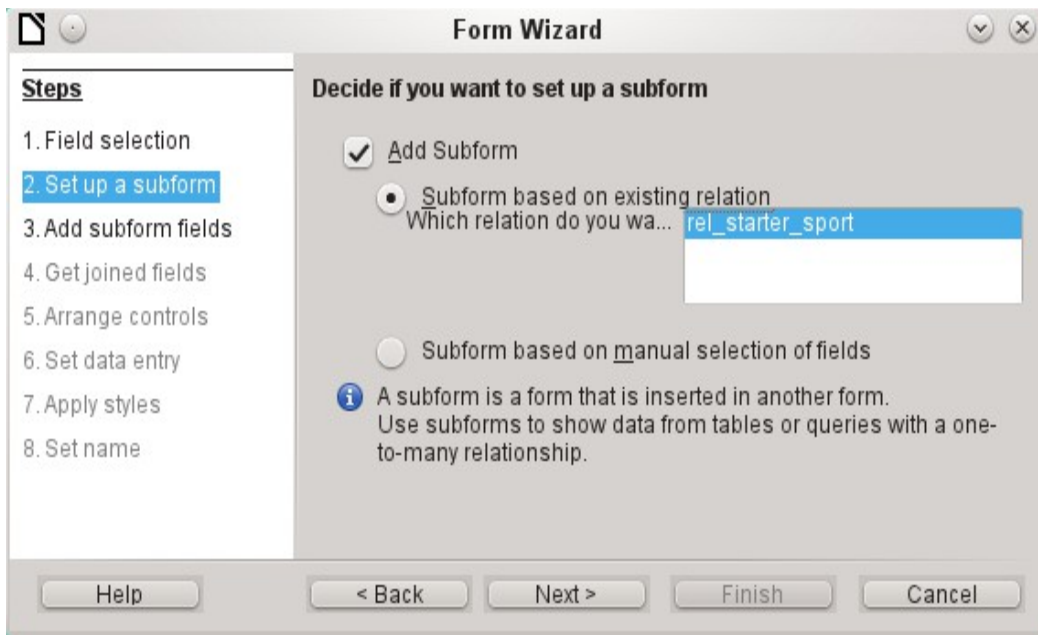 Form Wizard
Steps
1. Field selection
2. Set up a subform
3. Add subform fields
4. Get joined fields
5. Arrange controls
6. Set data entry
7. Apply styles
8. Set name
Decide if you want to set up a subform
Add Subform
Subform based on existing relation
Which relation do you wa... rel_starter_sport
Subform based on manual selection of fields
A subform is a form that is inserted in another form.
Use subforms to show data from tables or queries with a one-
to-many relationship.
Help < Back Next > Finish Cancel